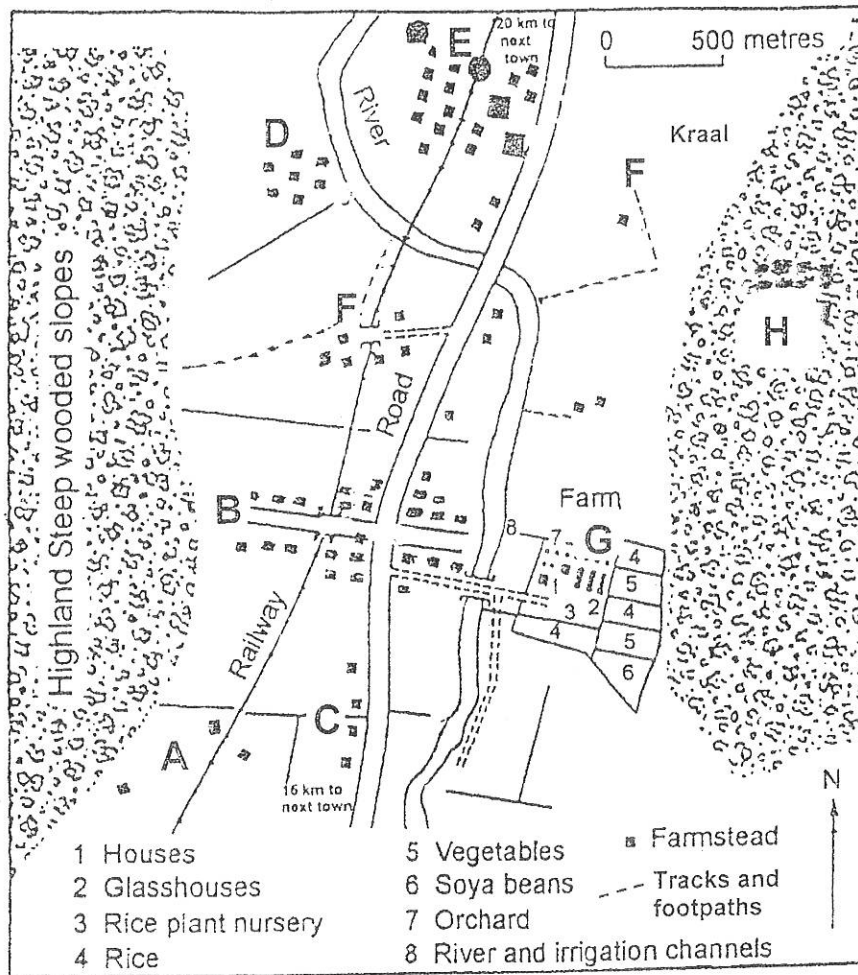 20 km to
next
town
0 500 metres
E
River
D
Kraal
F
F
H
Highland Steep wooded slopes
Road
B
Farm
8
7
G
4
5
1
2
4
3
4
5
6
Railway
C
A
16 km to
next town
N
1 Houses
2 Glasshouses
3 Rice plant nursery
4 Rice
5 Vegetables
6 Soya beans
7 Orchard
8 River and irrigation channels
Farmstead
Tracks and
footpaths